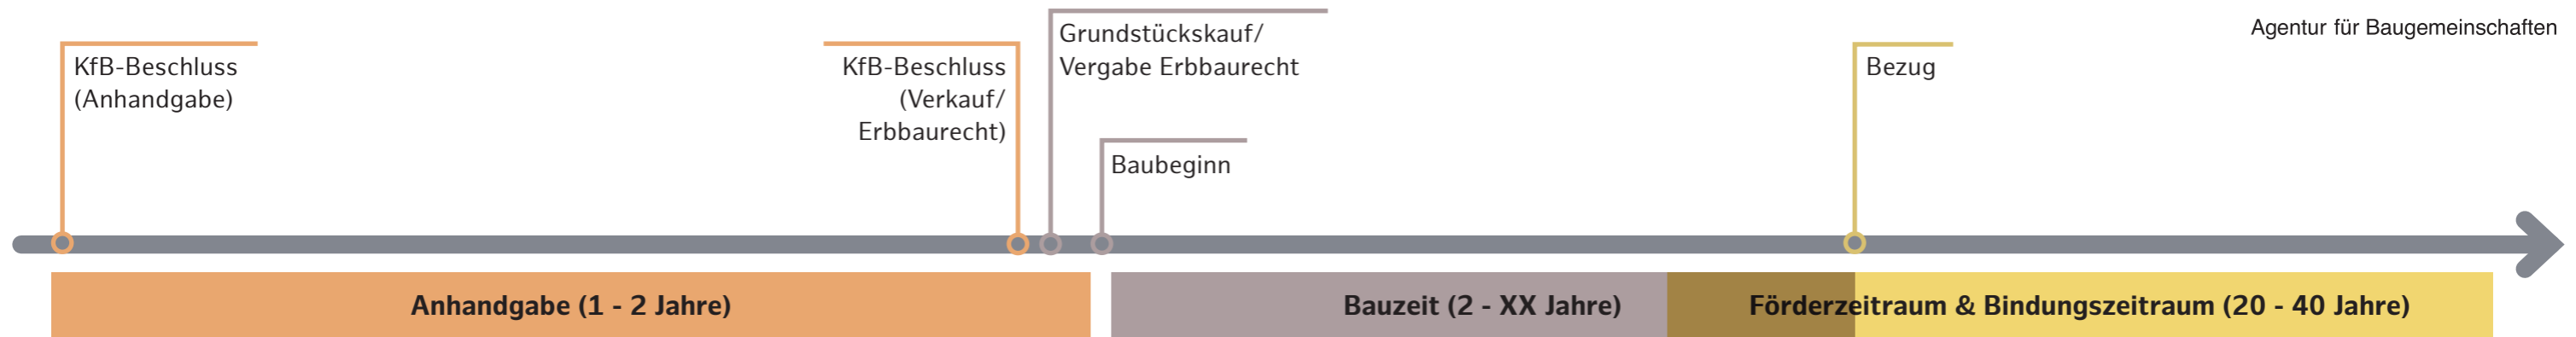 Agentur für Baugemeinschaften
KfB-Beschluss
(Anhandgabe)
KfB-Beschluss
(Verkauf/
Erbbaurecht)
Grundstückskauf/
Vergabe Erbbaurecht
Baubeginn
Bezug
Anhandgabe (1 - 2 Jahre)
Bauzeit (2 - XX Jahre)
Förderzeitraum & Bindungszeitraum (20 - 40 Jahre)